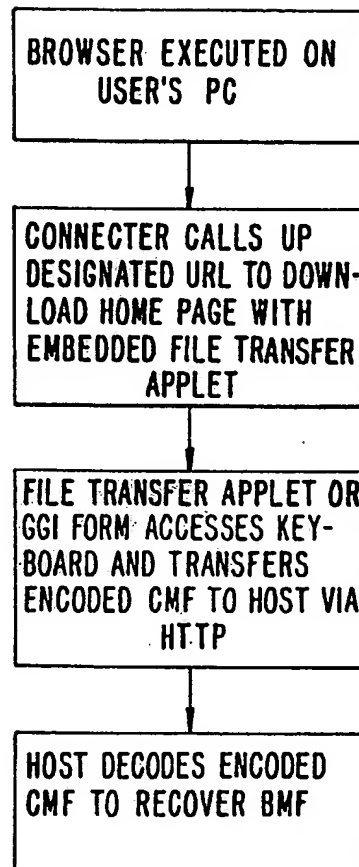 BROWSER EXECUTED ON
USER'S PC
CONNECTER CALLS UP
DESIGNATED URL TO DOWN-
LOAD HOME PAGE WITH
EMBEDDED FILE TRANSFER
APPLET
FILE TRANSFER APPLET OR
GGI FORM ACCESSES KEY-
BOARD AND TRANSFERS
ENCODED CMF TO HOST VIA
HTTP
HOST DECODES ENCODED
CMF TO RECOVER BMF